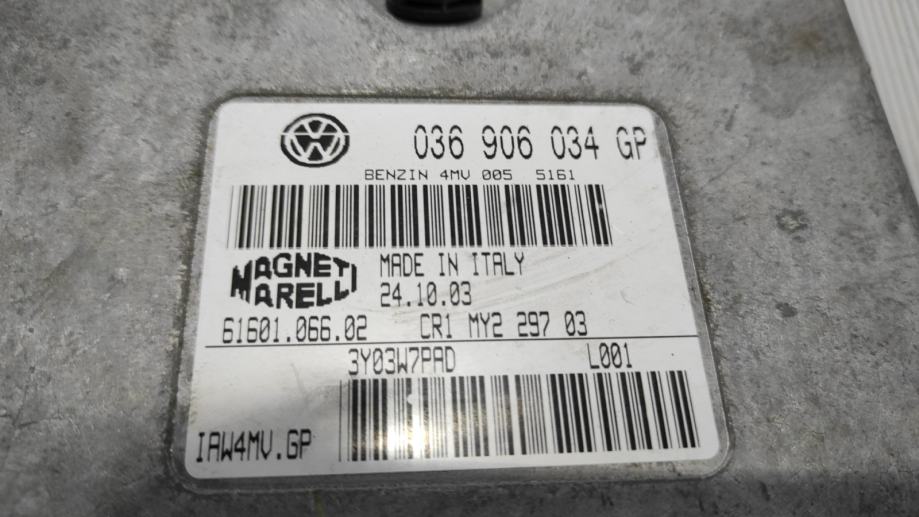 036 906 034 GP
BENZIN 4MV 005 5161
MAGNETI MARELLI
MADE IN ITALY
24.10.03
61601.066.02 CR1 MY2 297 03
3Y03W7PAD L001
IAW4MV.GP